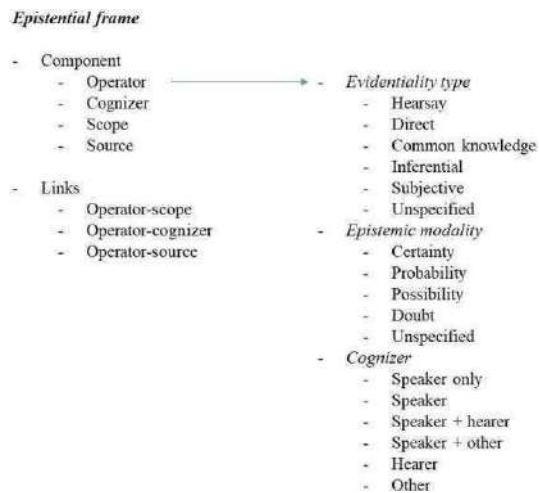 Epistential frame
- Component
- Operator
- Cognizer
- Scope
- Source
- Links
- Operator-scope
- Operator-cognizer
- Operator-source
- Evidentiality type
- Hearsay
- Direct
- Common knowledge
- Inferential
- Subjective
- Unspecified
- Epistemic modality
- Certainty
- Probability
- Possibility
- Doubt
- Unspecified
- Cognizer
- Speaker only
- Speaker
- Speaker + hearer
- Speaker + other
- Hearer
- Other